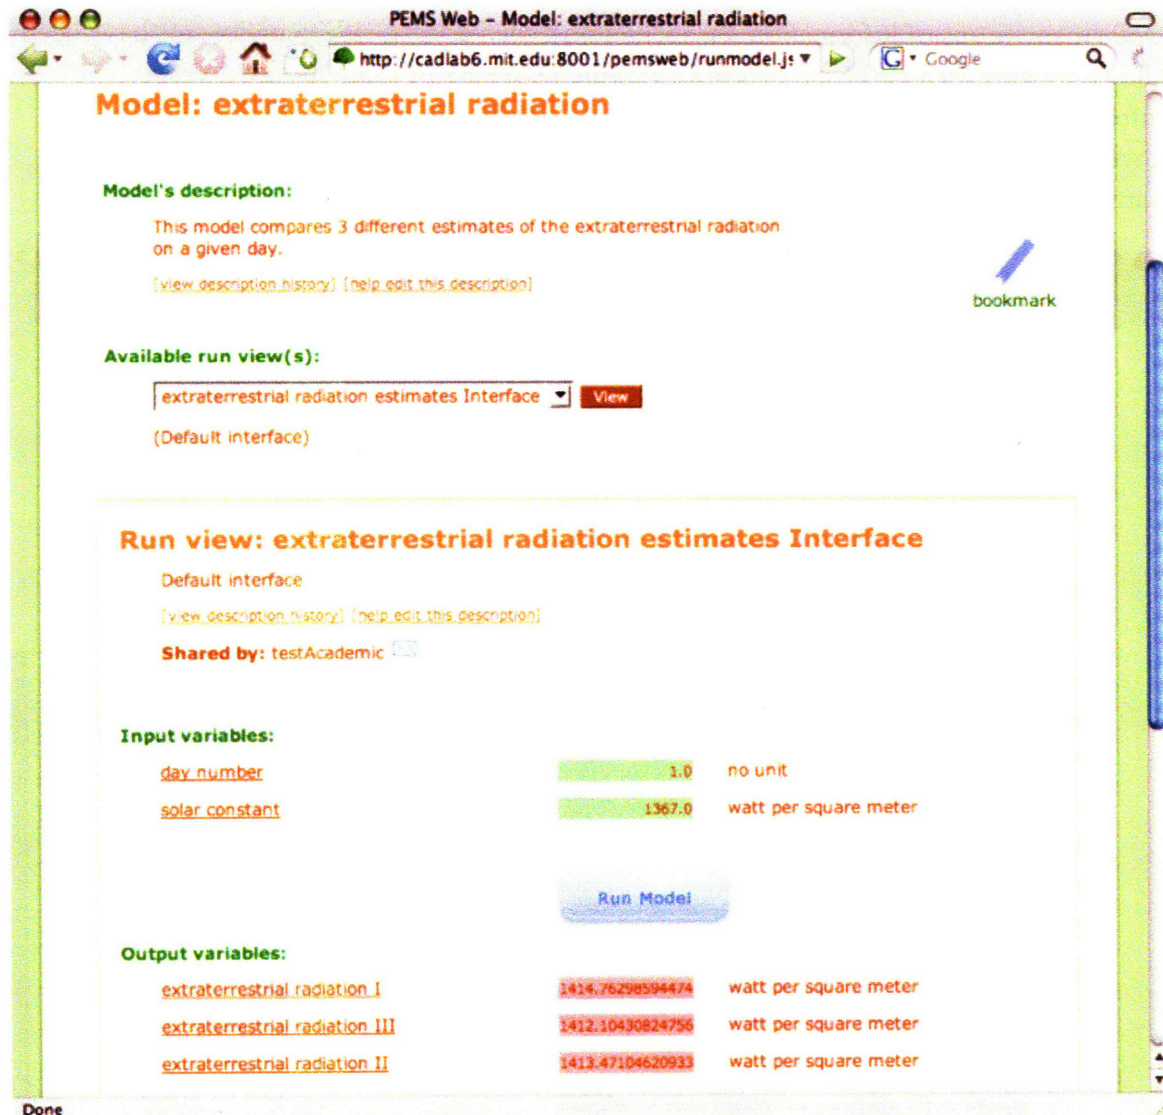 PEMS Web – Model: extraterrestrial radiation
http://cadlab6.mit.edu:8001/pemsweb/runmodel.js
G Google
Model: extraterrestrial radiation
Model's description:
This model compares 3 different estimates of the extraterrestrial radiation
on a given day.
[view description history] [help edit this description]
bookmark
Available run view(s):
extraterrestrial radiation estimates Interface View
(Default interface)
Run view: extraterrestrial radiation estimates Interface
Default interface
[view description history] [help edit this description]
Shared by: testAcademic
Input variables:
day number 1.0 no unit
solar constant 1367.0 watt per square meter
Run Model
Output variables:
extraterrestrial radiation I 1414.76298594474 watt per square meter
extraterrestrial radiation III 1412.10430824756 watt per square meter
extraterrestrial radiation II 1413.47104620933 watt per square meter
Done